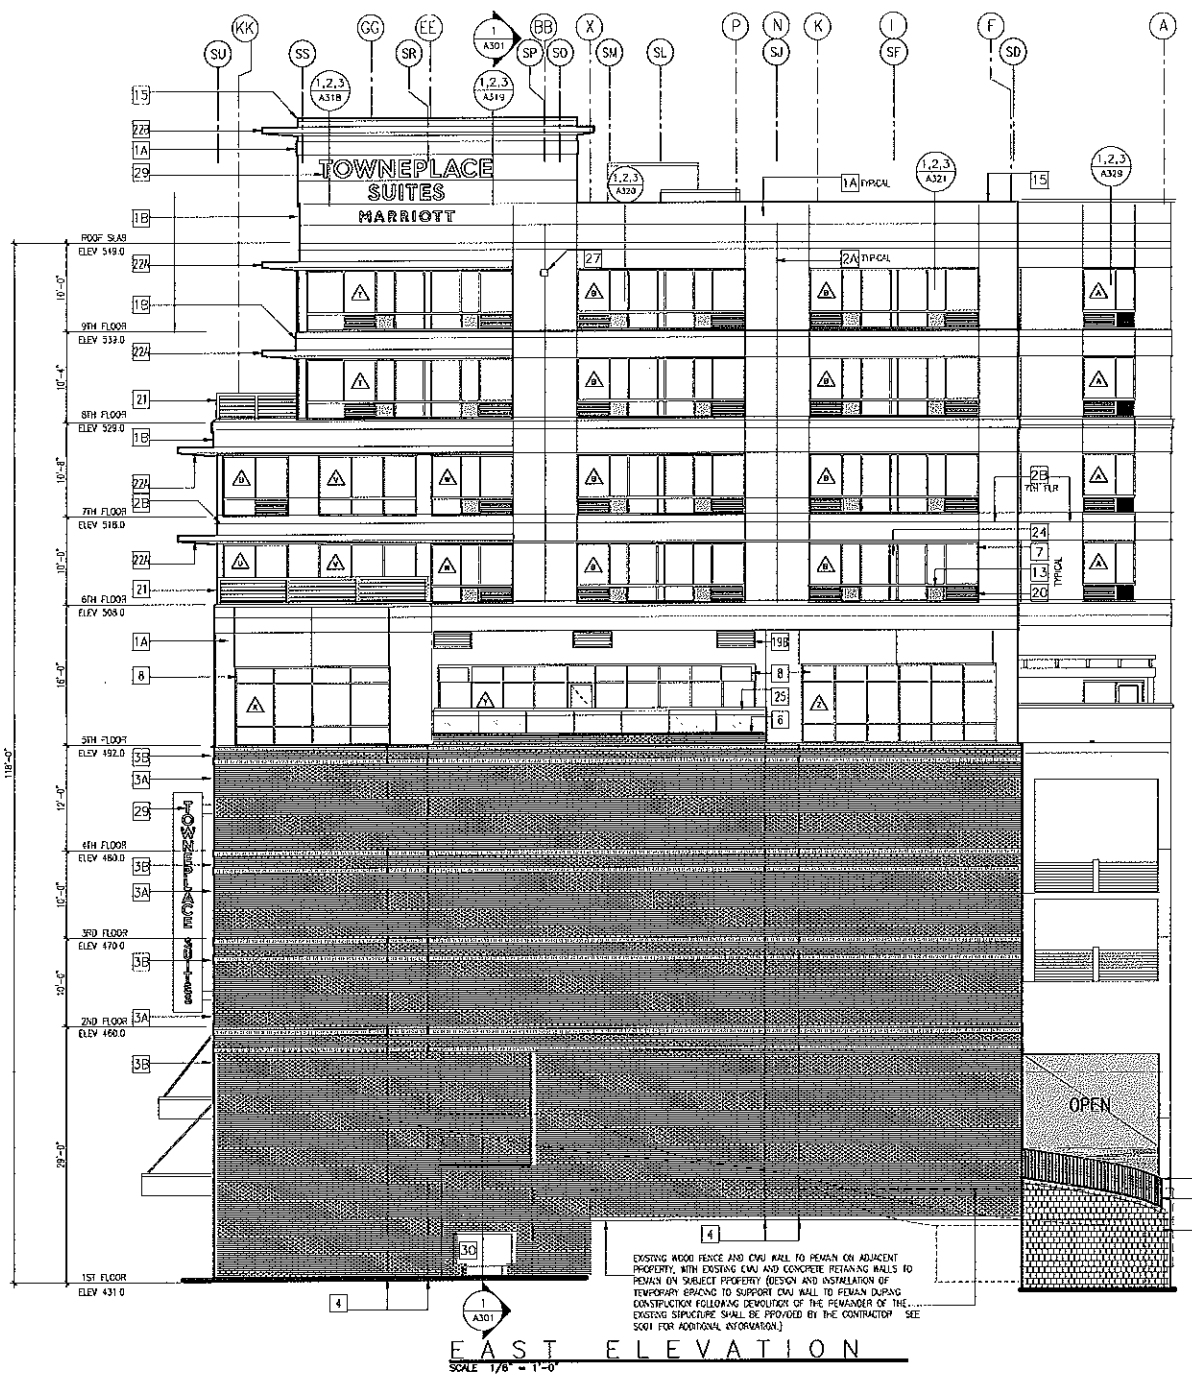 KK GG EE 1 A301 BB X P N K I F A
SU SS SR SP SO SM SL SJ SF SD
1,2,3 A318
1,2,3 A319
15
22B
1A
29
TOWNEPLACE
SUITES
MARRIOTT
1,2,3 A320
1A TYPICAL
1,2,3 A321
15
1,2,3 A329
1B
ROOF SLAB
ELEV 549.0
22A
27
2A TYPICAL
T B B A
10'-0"
1B
9TH FLOOR
ELEV 539.0
22A
T B B A
10'-4"
21
8TH FLOOR
ELEV 529.0
1B
22A
U V W B B A
10'-8"
2B
7TH FLR
2B
7TH FLOOR
ELEV 518.0
24
22A
U V W B B A
7
10'-0"
13
TYPICAL
21
20
6TH FLOOR
ELEV 508.0
1A
19B
8
8
16'-0"
X Y Z
25
6
5TH FLOOR
ELEV 492.0
3B
118'-0"
3A
12'-0"
29
TOWNEPLACE SUITES
4TH FLOOR
ELEV 480.0
3B
3A
10'-0"
3RD FLOOR
ELEV 470.0
3B
10'-0"
3A
2ND FLOOR
ELEV 460.0
3B
OPEN
29'-0"
4
30
1ST FLOOR
ELEV 431.0
4
1 A301
EXISTING WOOD FENCE AND CMU WALL TO REMAIN ON ADJACENT
PROPERTY, WITH EXISTING CMU AND CONCRETE RETAINING WALLS TO
REMAIN ON SUBJECT PROPERTY (DESIGN AND INSTALLATION OF
TEMPORARY BRACING TO SUPPORT CMU WALL TO REMAIN DURING
CONSTRUCTION FOLLOWING DEMOLITION OF THE REMAINDER OF THE
EXISTING STRUCTURE SHALL BE PROVIDED BY THE CONTRACTOR SEE
S001 FOR ADDITIONAL INFORMATION.)
EAST ELEVATION
SCALE 1/8" = 1'-0"